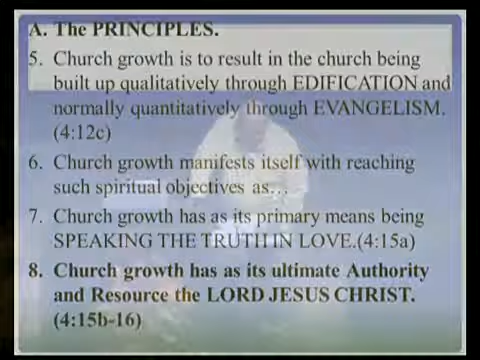 A. The PRINCIPLES.
5. Church growth is to result in the church being
built up qualitatively through EDIFICATION and
normally quantitatively through EVANGELISM.
(4:12c)
6. Church growth manifests itself with reaching
such spiritual objectives as…
7. Church growth has as its primary means being
SPEAKING THE TRUTH IN LOVE.(4:15a)
8. Church growth has as its ultimate Authority
and Resource the LORD JESUS CHRIST.
(4:15b-16)